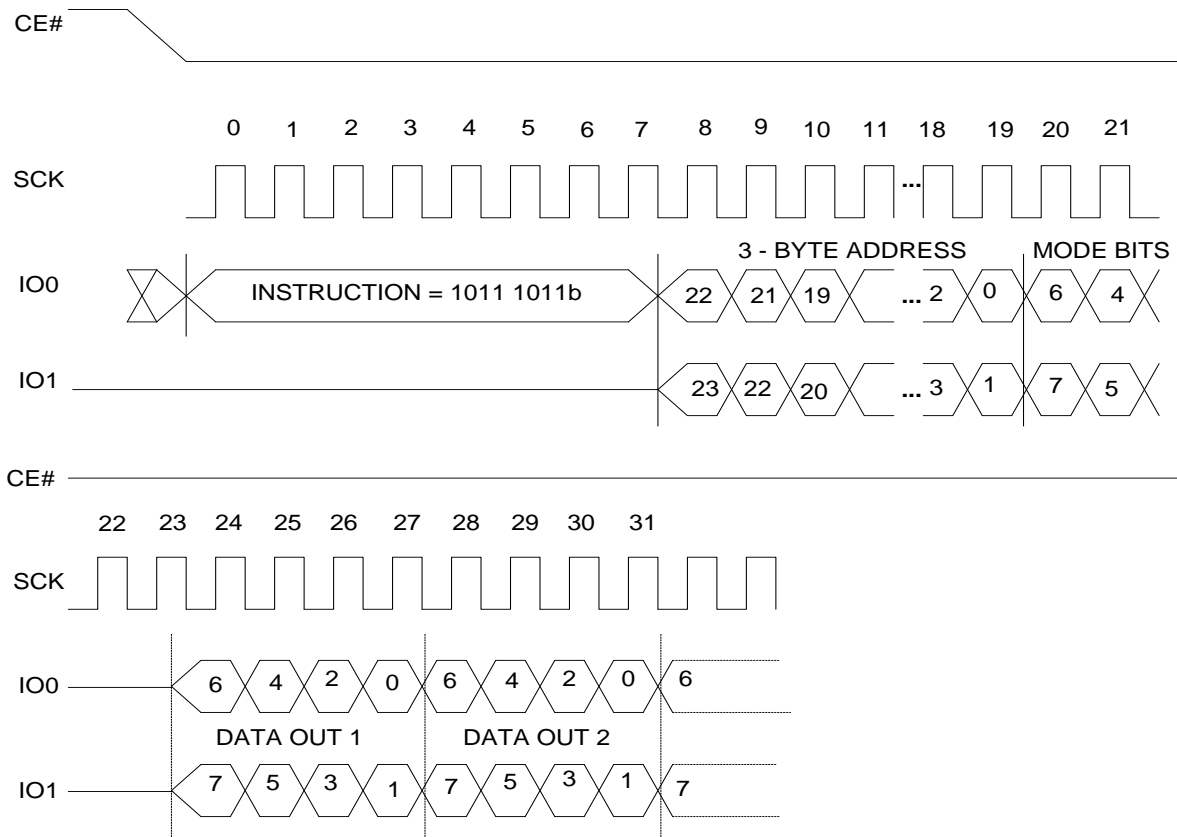 CE#
0 1 2 3 4 5 6 7 8 9 10 11 18 19 20 21
SCK ...
3 - BYTE ADDRESS MODE BITS
IO0 INSTRUCTION = 1011 1011b 22 21 19 ... 2 0 6 4
IO1 23 22 20 ... 3 1 7 5
CE#
22 23 24 25 26 27 28 29 30 31
SCK
IO0 6 4 2 0 6 4 2 0 6
DATA OUT 1 DATA OUT 2
IO1 7 5 3 1 7 5 3 1 7